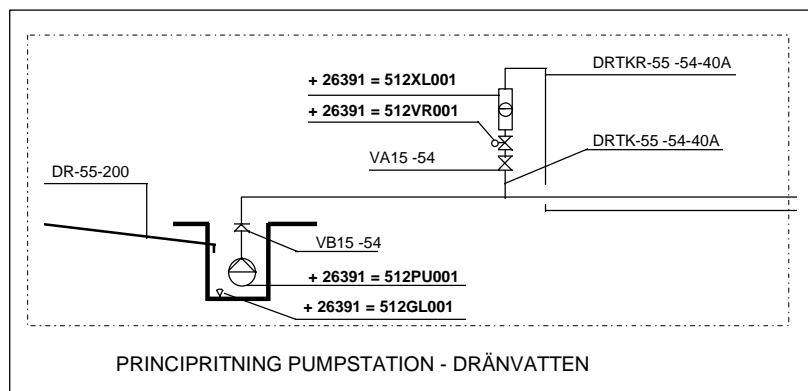 DRTKR-55 -54-40A
+ 26391 = 512XL001
+ 26391 = 512VR001
DRTK-55 -54-40A
VA15 -54
DR-55-200
VB15 -54
+ 26391 = 512PU001
+ 26391 = 512GL001
PRINCIPRITNING PUMPSTATION - DRÄNVATTEN